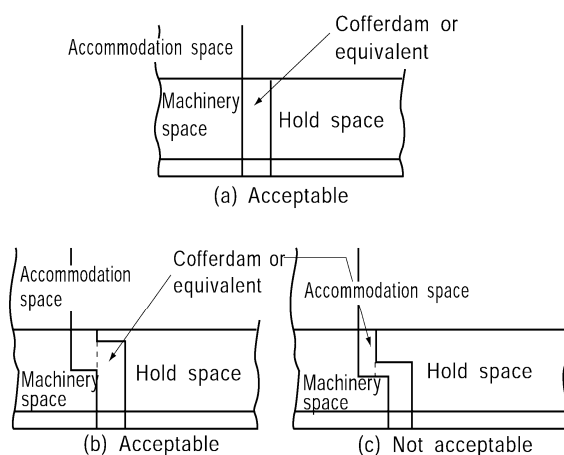 Cofferdam or
equivalent
Accommodation space
Machinery
space
Hold space
(a) Acceptable
Accommodation
space
Cofferdam or
equivalent
Machinery
space
Hold space
(b) Acceptable
Accommodation space
Machinery
space
Hold space
(c) Not acceptable